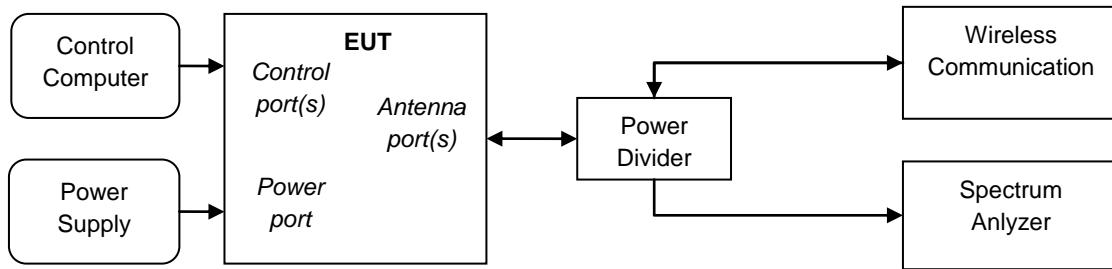 Control
Computer
Power
Supply
EUT
Control
port(s)
Antenna
port(s)
Power
port
Power
Divider
Wireless
Communication
Spectrum
Anlyzer